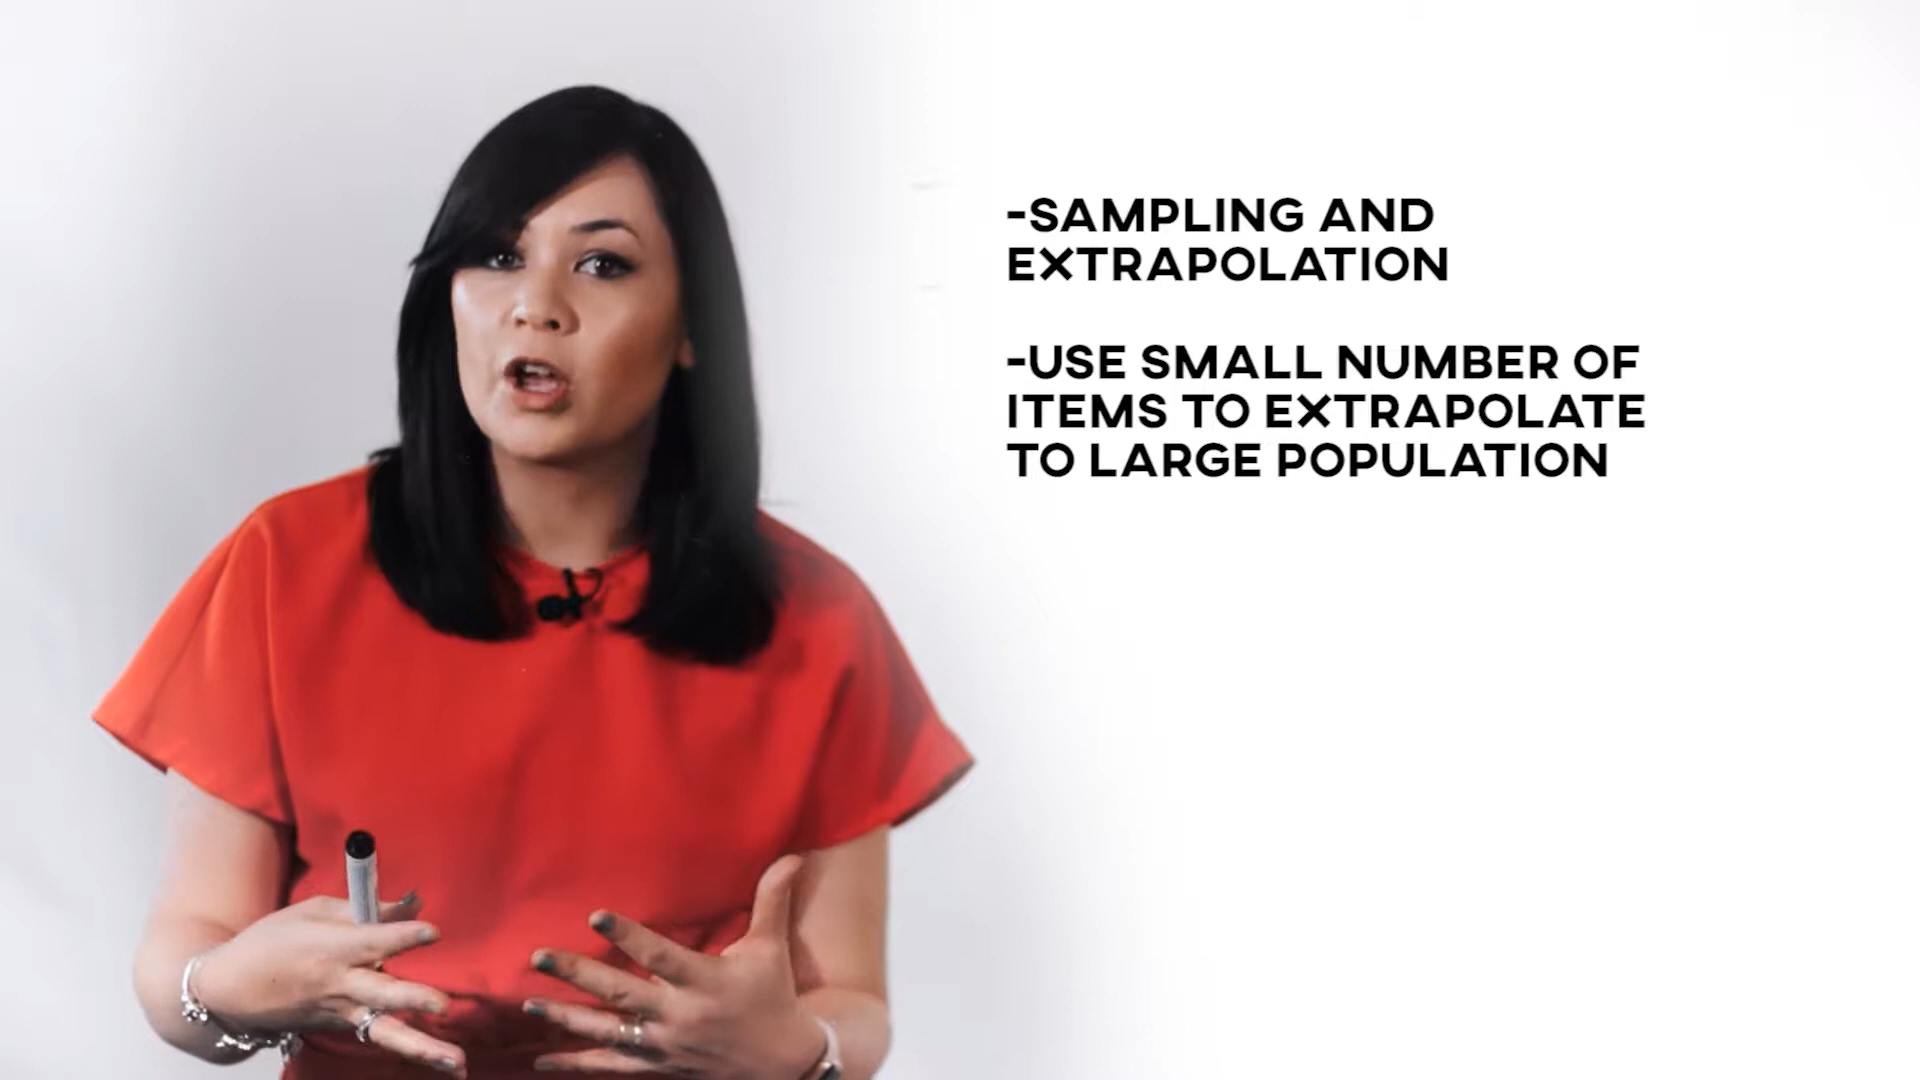 -SAMPLING AND
EXTRAPOLATION
-USE SMALL NUMBER OF
ITEMS TO EXTRAPOLATE
TO LARGE POPULATION